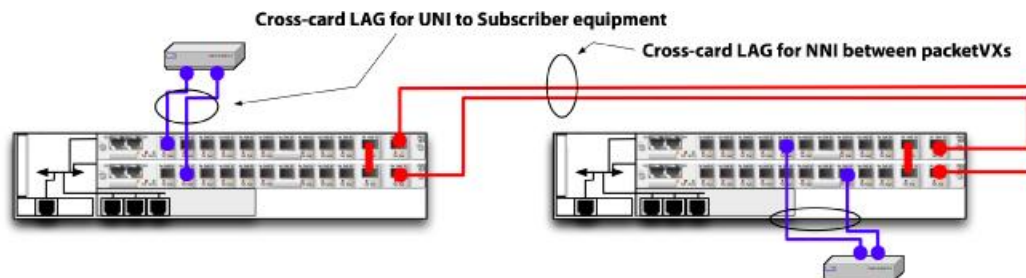 Cross-card LAG for UNI to Subscriber equipment
Cross-card LAG for NNI between packetVXs